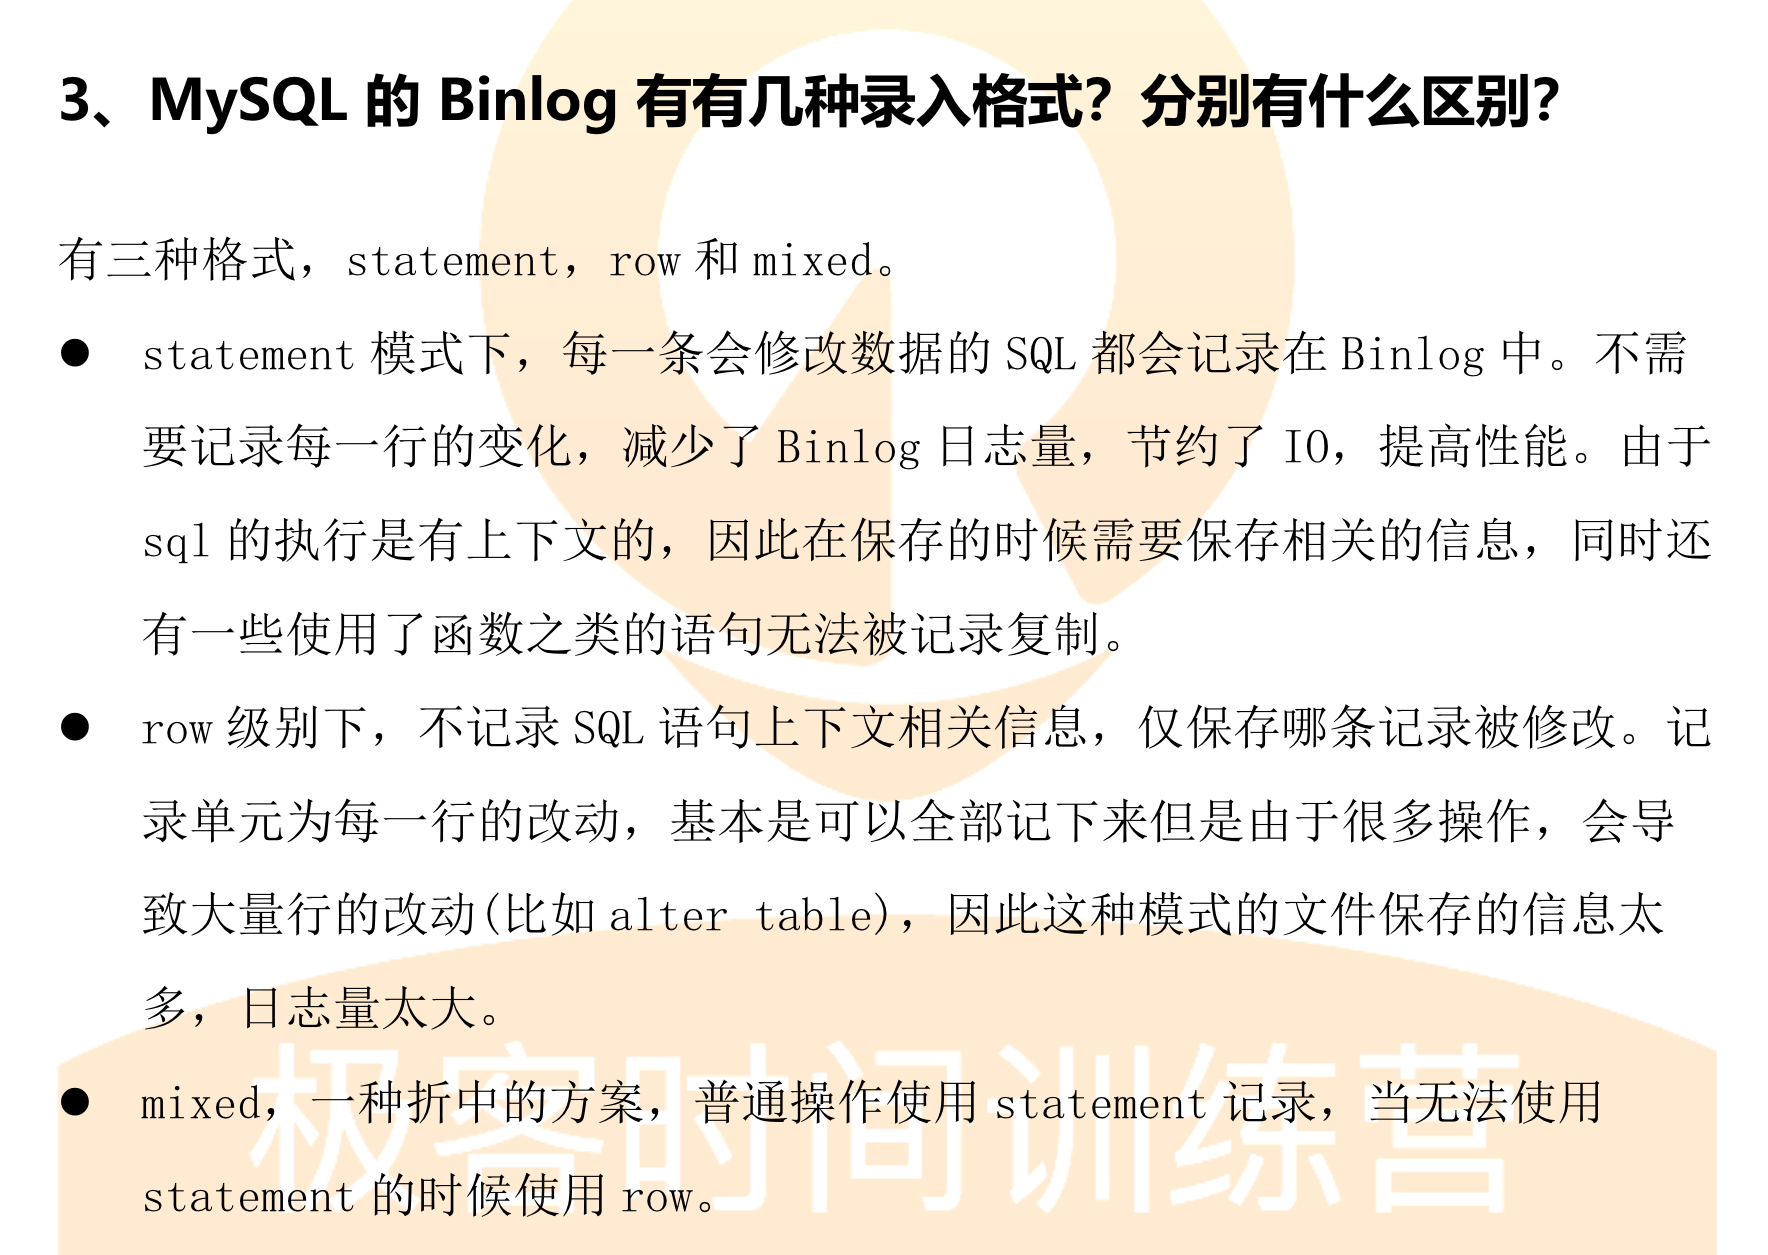 3、MySQL 的 Binlog 有有几种录入格式？分别有什么区别？
有三种格式，statement，row 和 mixed。
● statement 模式下，每一条会修改数据的 SQL 都会记录在 Binlog 中。不需
要记录每一行的变化，减少了 Binlog 日志量，节约了 IO，提高性能。由于
sql 的执行是有上下文的，因此在保存的时候需要保存相关的信息，同时还
有一些使用了函数之类的语句无法被记录复制。
● row 级别下，不记录 SQL 语句上下文相关信息，仅保存哪条记录被修改。记
录单元为每一行的改动，基本是可以全部记下来但是由于很多操作，会导
致大量行的改动(比如 alter table)，因此这种模式的文件保存的信息太
多，日志量太大。
● mixed，一种折中的方案，普通操作使用 statement 记录，当无法使用
statement 的时候使用 row。
极客时间训练营